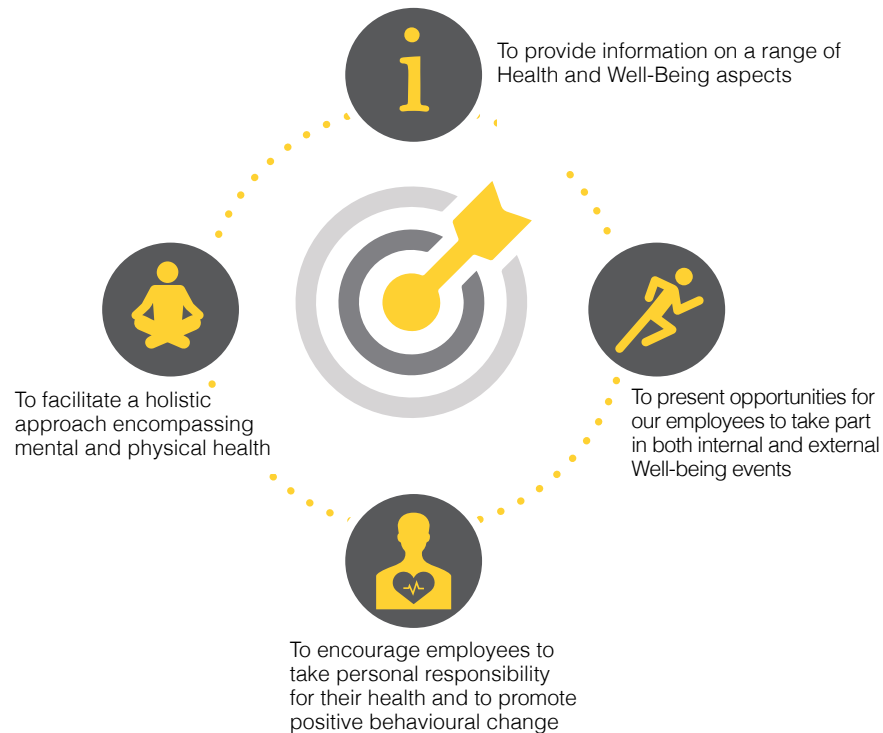 To provide information on a range of
Health and Well-Being aspects
To present opportunities for
our employees to take part
in both internal and external
Well-being events
To encourage employees to
take personal responsibility
for their health and to promote
positive behavioural change
To facilitate a holistic
approach encompassing
mental and physical health